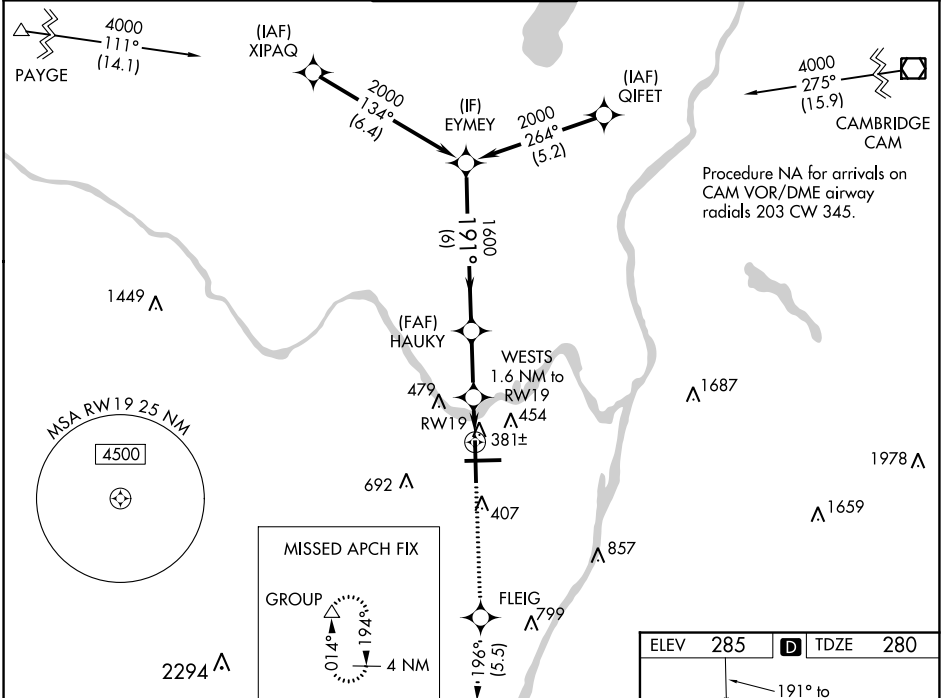 4000
111°
(14.1)
PAYGE
(IAF)
XIPAQ
2000
134°
(6.4)
(IF)
EYMEY
2000
264°
(5.2)
(IAF)
QIFET
4000
275°
(15.9)
CAMBRIDGE
CAM
Procedure NA for arrivals on
CAM VOR/DME airway
radials 203 CW 345.
1600
191°
(6)
1449
(FAF)
HAUKY
WESTS
1.6 NM to
RW19
479
RW19
454
381±
1687
MSA RW19 25 NM
4500
692
407
1978
1659
857
MISSED APCH FIX
GROUP
014°
194°
4 NM
FLEIG
799
196°
(5.5)
2294
ELEV 285 D TDZE 280
191° to